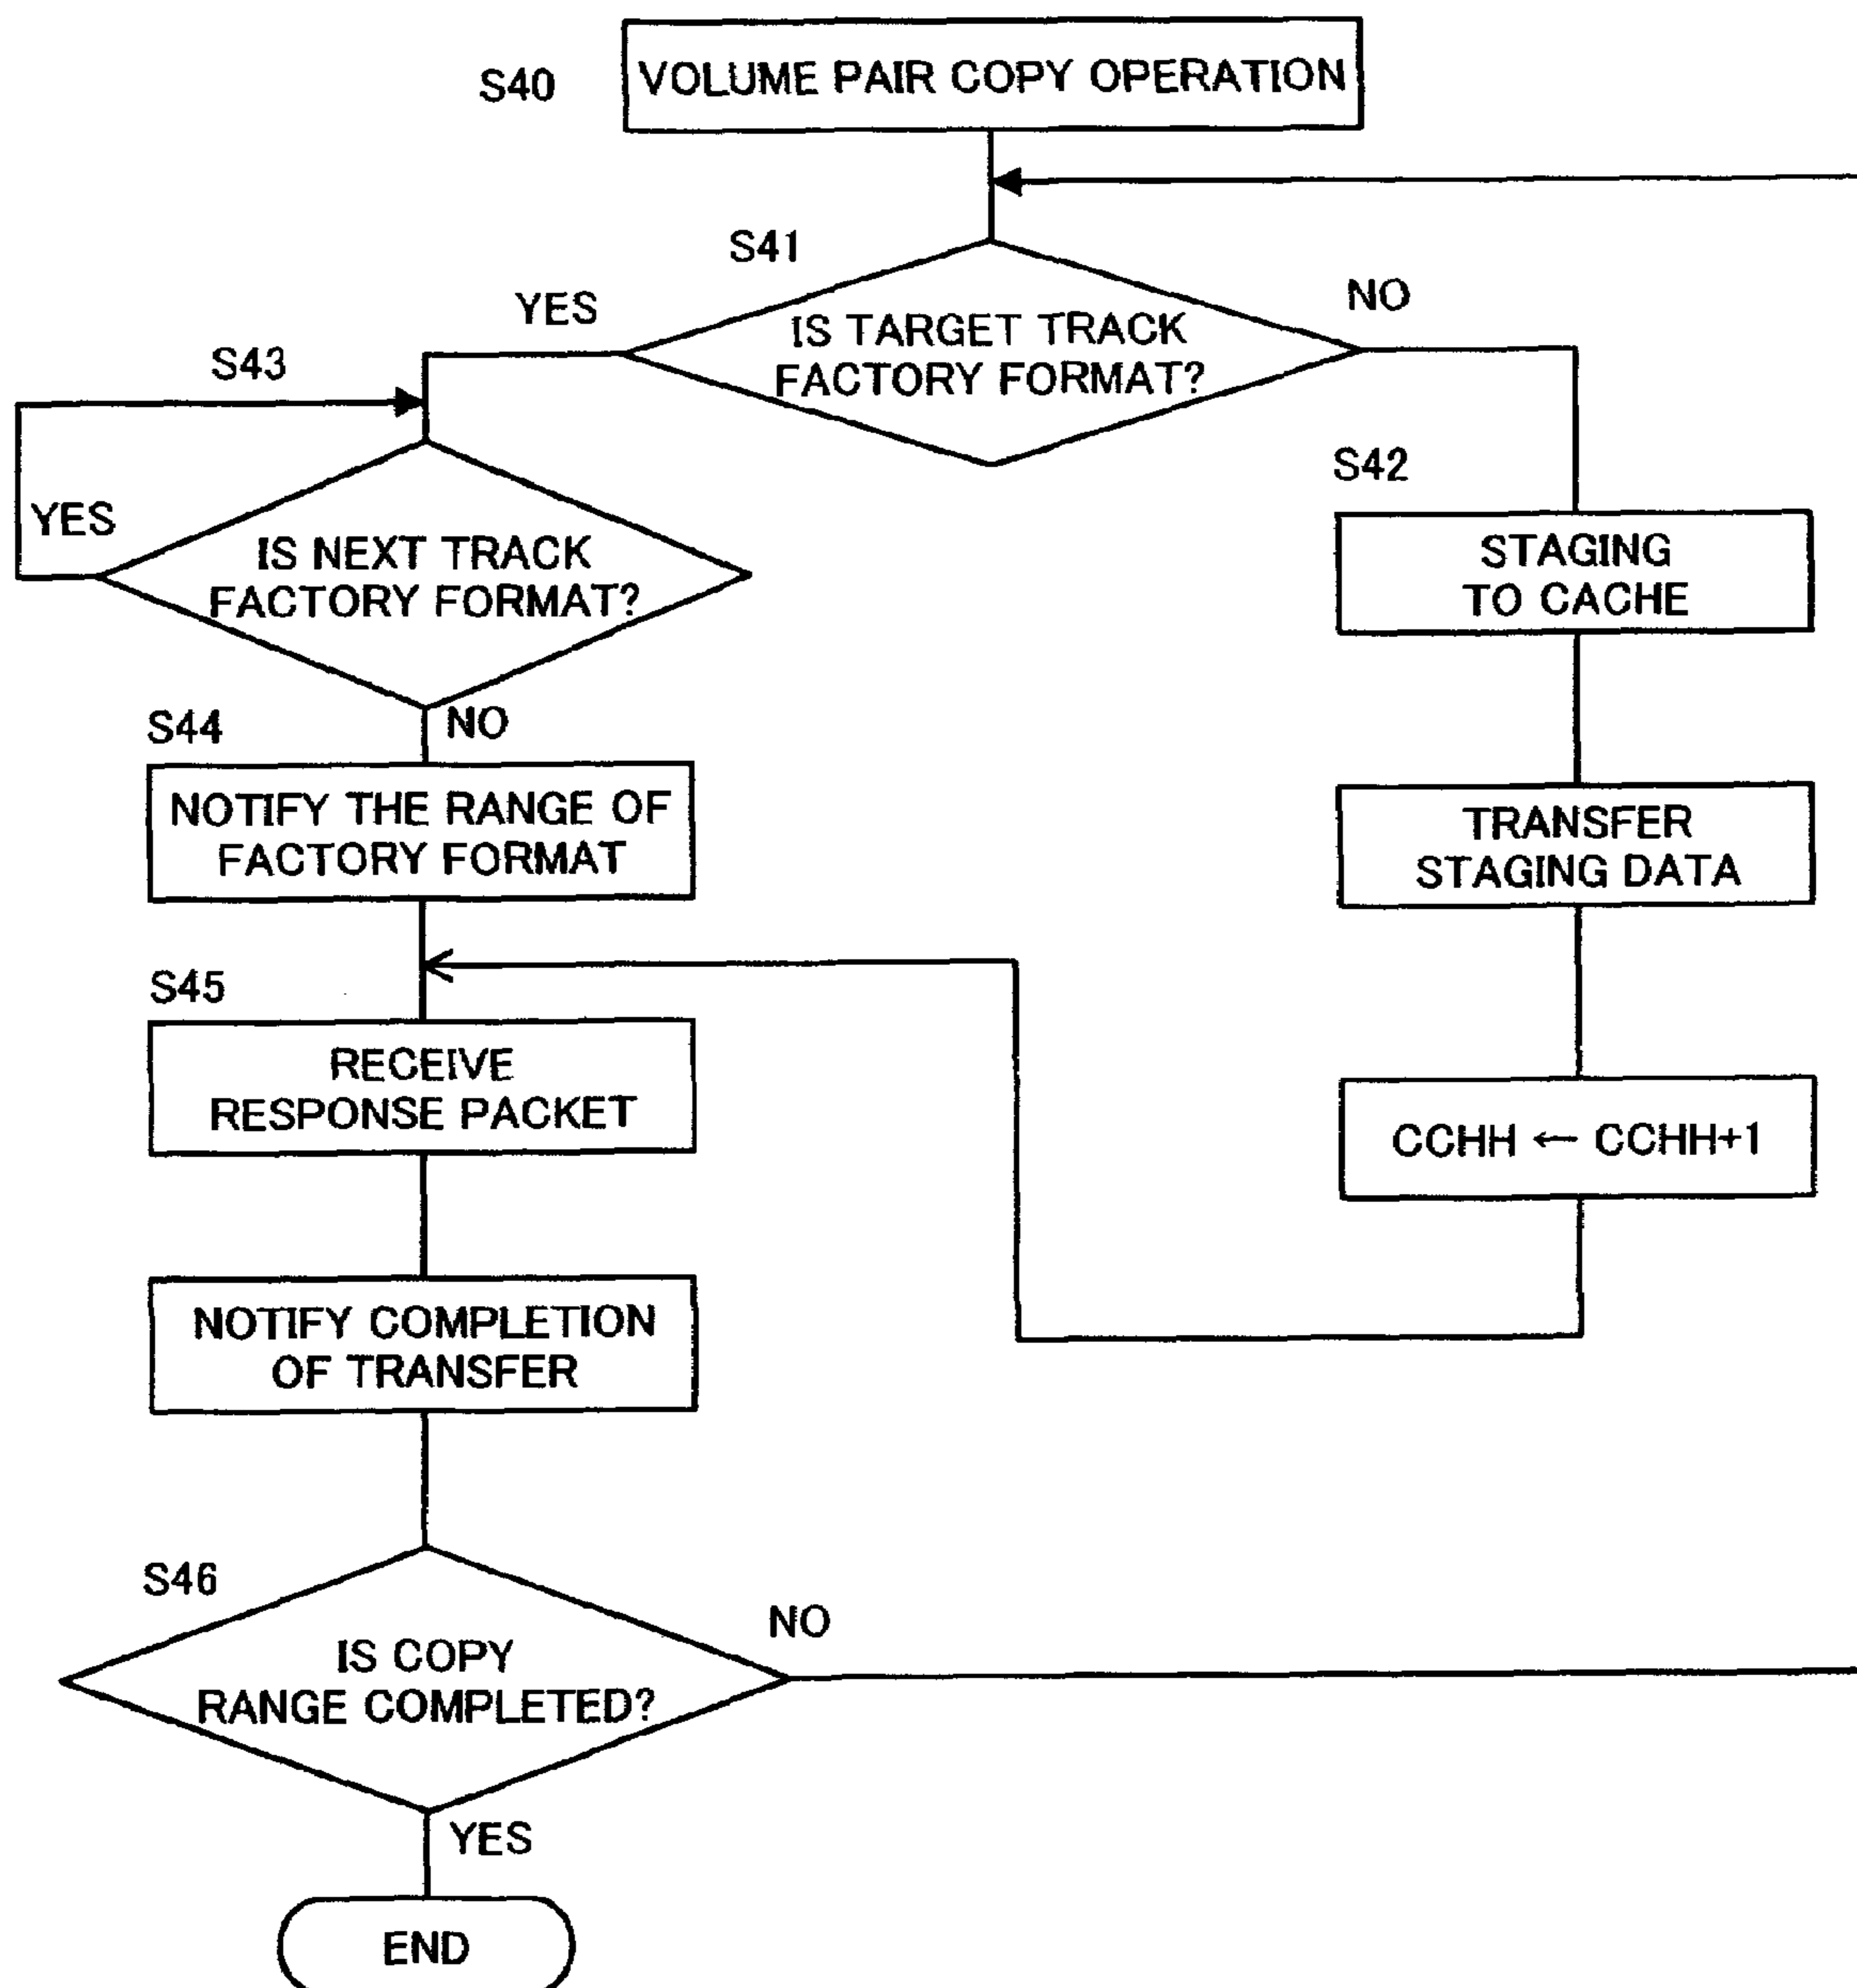 S40
VOLUME PAIR COPY OPERATION
S41
YES
NO
IS TARGET TRACK
FACTORY FORMAT?
S43
S42
YES
IS NEXT TRACK
FACTORY FORMAT?
STAGING
TO CACHE
S44
NO
NOTIFY THE RANGE OF
FACTORY FORMAT
TRANSFER
STAGING DATA
S45
RECEIVE
RESPONSE PACKET
CCHH ← CCHH+1
NOTIFY COMPLETION
OF TRANSFER
S46
NO
IS COPY
RANGE COMPLETED?
YES
END